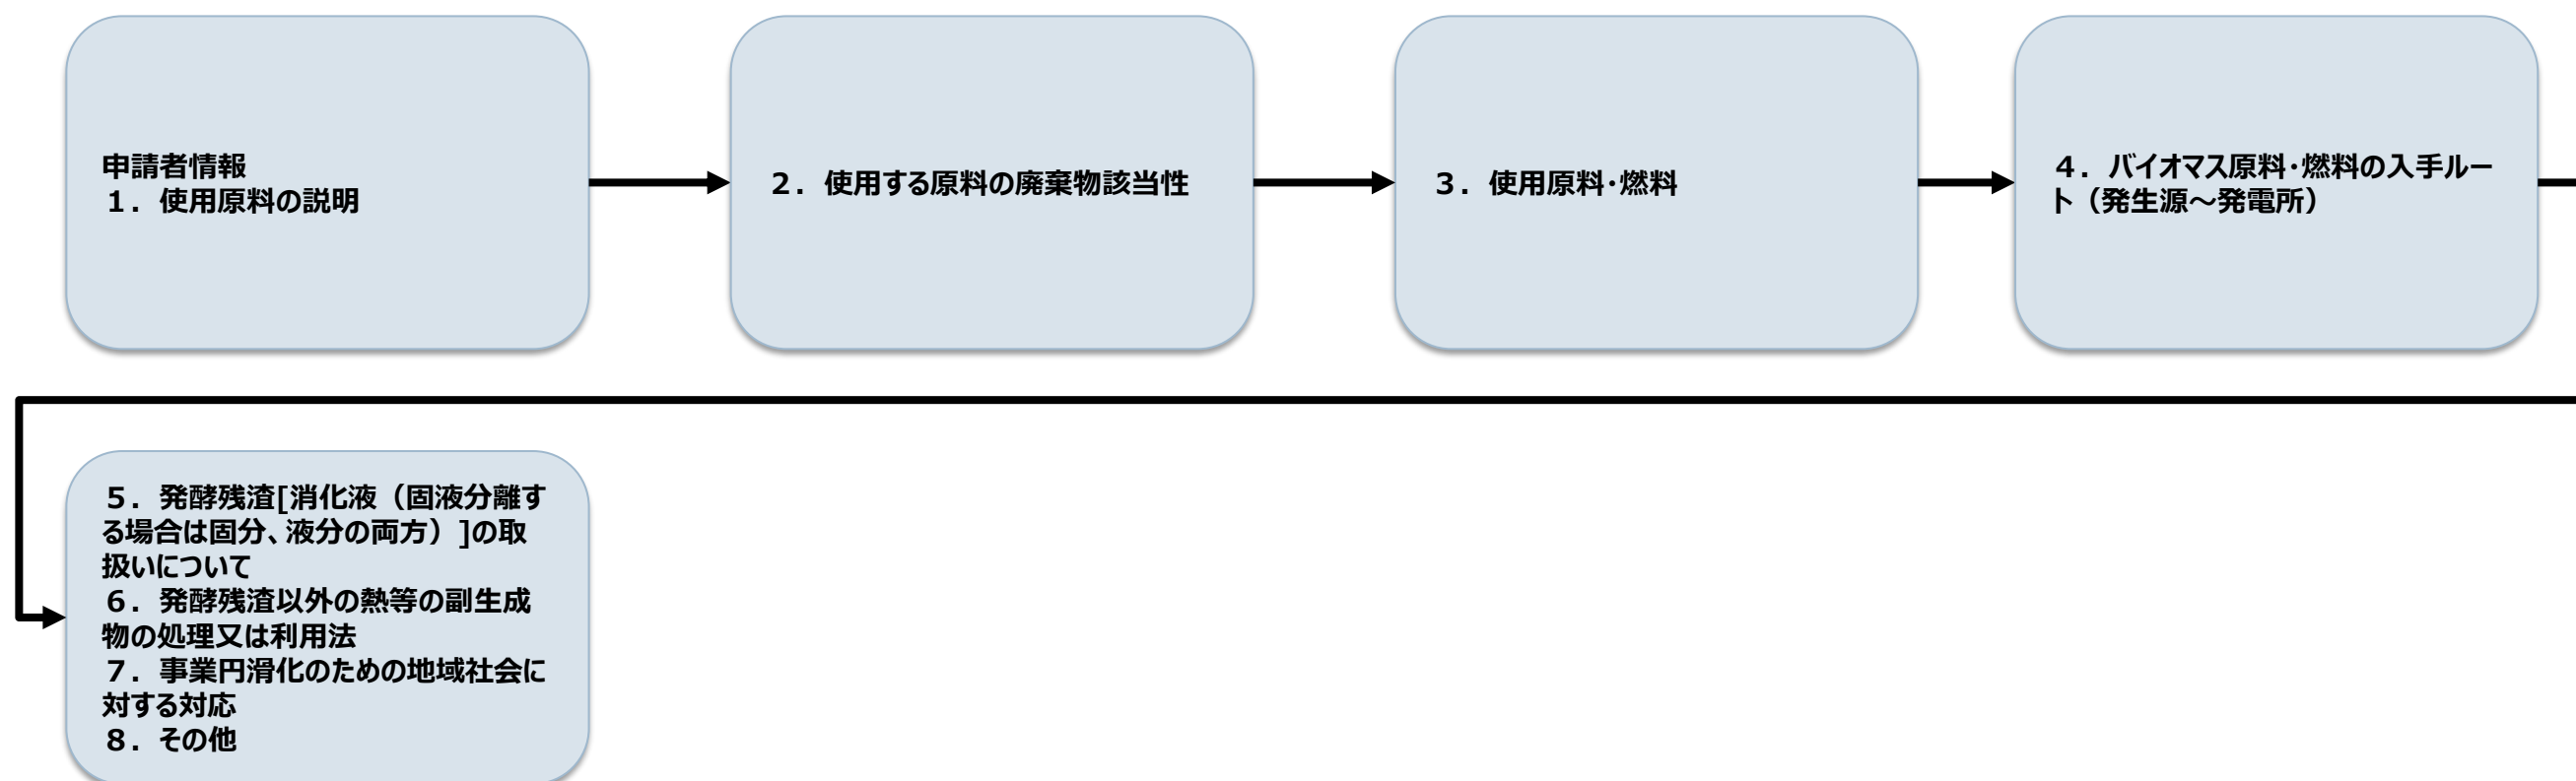 申請者情報
１．使用原料の説明
２．使用する原料の廃棄物該当性
３．使用原料・燃料
４．バイオマス原料・燃料の入手ルー
ト（発生源～発電所）
５．発酵残渣[消化液（固液分離す
る場合は固分、液分の両方）]の取
扱いについて
６．発酵残渣以外の熱等の副生成
物の処理又は利用法
７．事業円滑化のための地域社会に
対する対応
８．その他